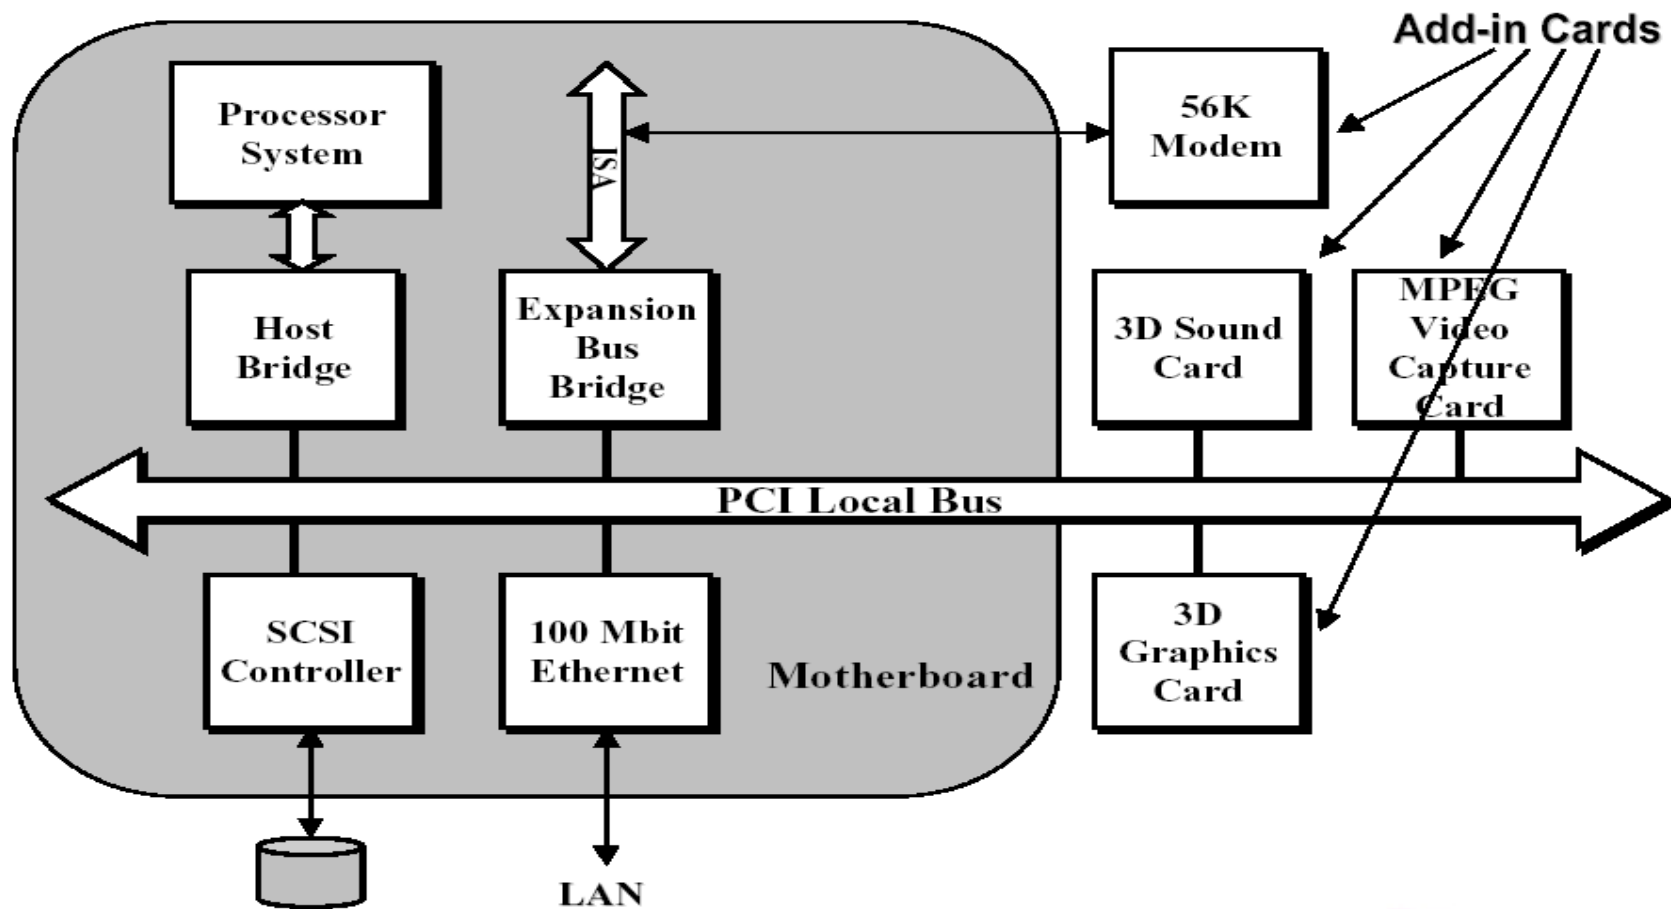 Add-in Cards
Processor
System
ISA
56K
Modem
Host
Bridge
Expansion
Bus
Bridge
3D Sound
Card
MPEG
Video
Capture
Card
PCI Local Bus
SCSI
Controller
100 Mbit
Ethernet
Motherboard
3D
Graphics
Card
LAN